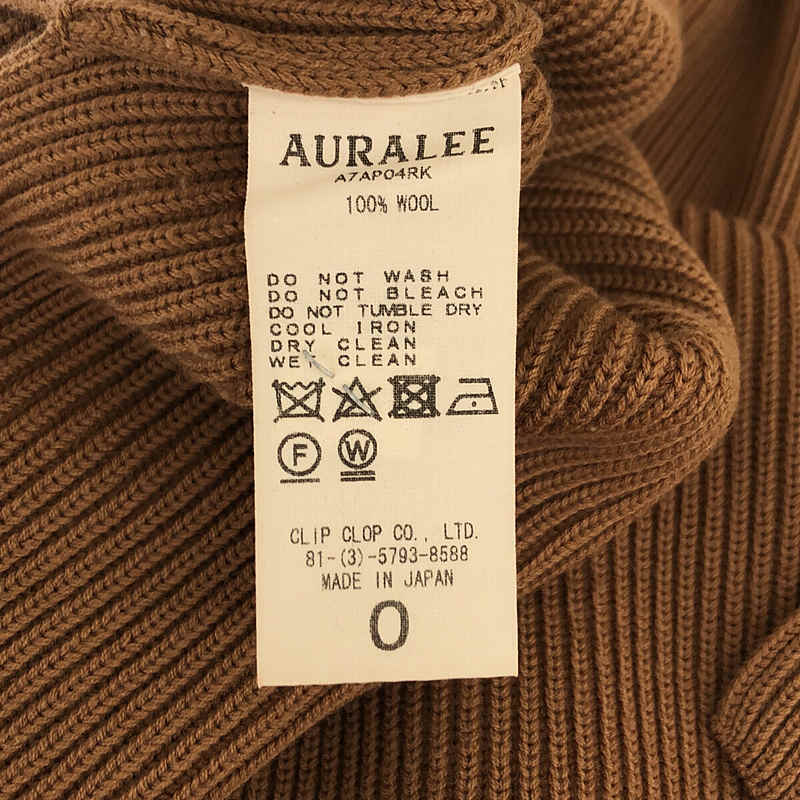 AURALEE
A7AP04RK
100% WOOL
DO NOT WASH
DO NOT BLEACH
DO NOT TUMBLE DRY
COOL IRON
DRY CLEAN
WET CLEAN
F W
CLIP CLOP CO., LTD.
81-(3)-5793-8588
MADE IN JAPAN
0